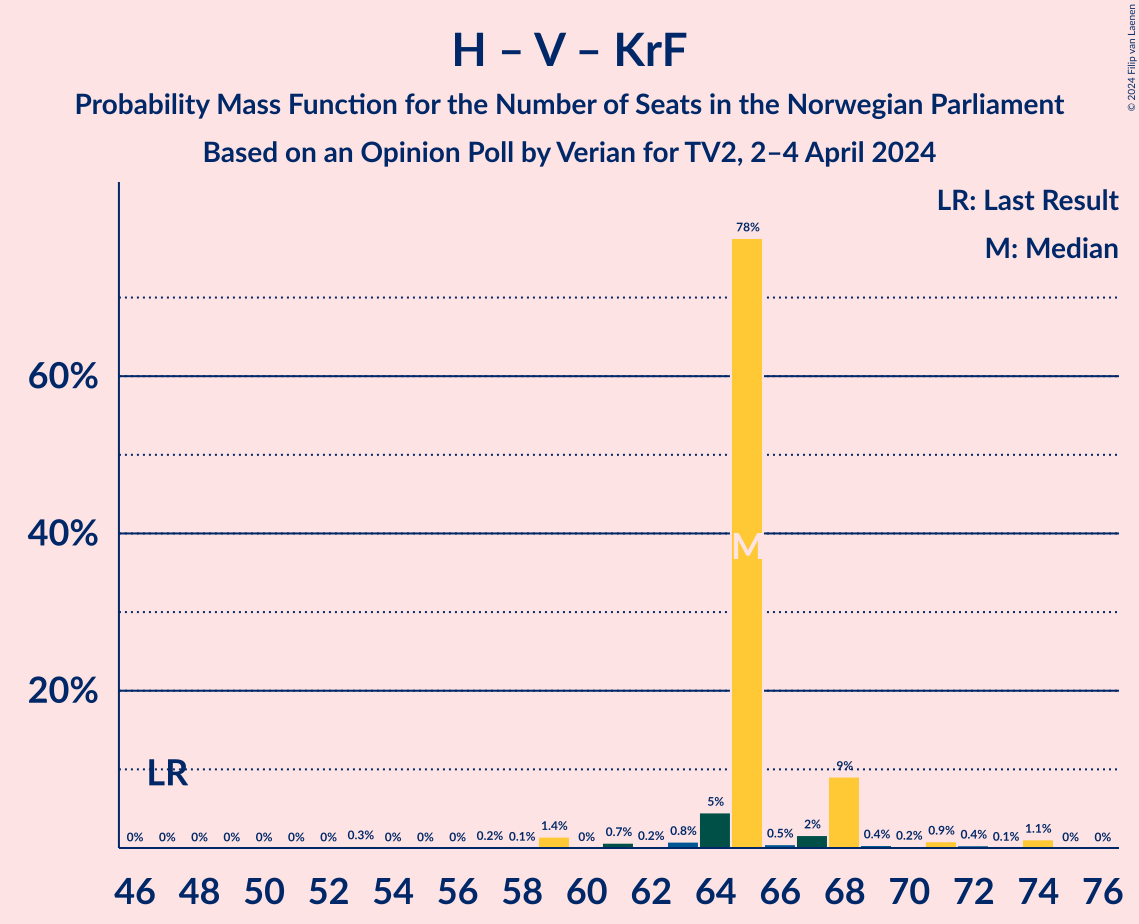 H – V – KrF
Probability Mass Function for the Number of Seats in the Norwegian Parliament
Based on an Opinion Poll by Verian for TV2, 2–4 April 2024
© 2024 Filip van Laenen
LR: Last Result
M: Median
78%
60%
40%
M
20%
LR
0% 0% 0% 0% 0% 0% 0% 0.3% 0% 0% 0% 0.2% 0.1% 1.4% 0% 0.7% 0.2% 0.8% 5% 0.5% 2% 9% 0.4% 0.2% 0.9% 0.4% 0.1% 1.1% 0% 0%
46 48 50 52 54 56 58 60 62 64 66 68 70 72 74 76